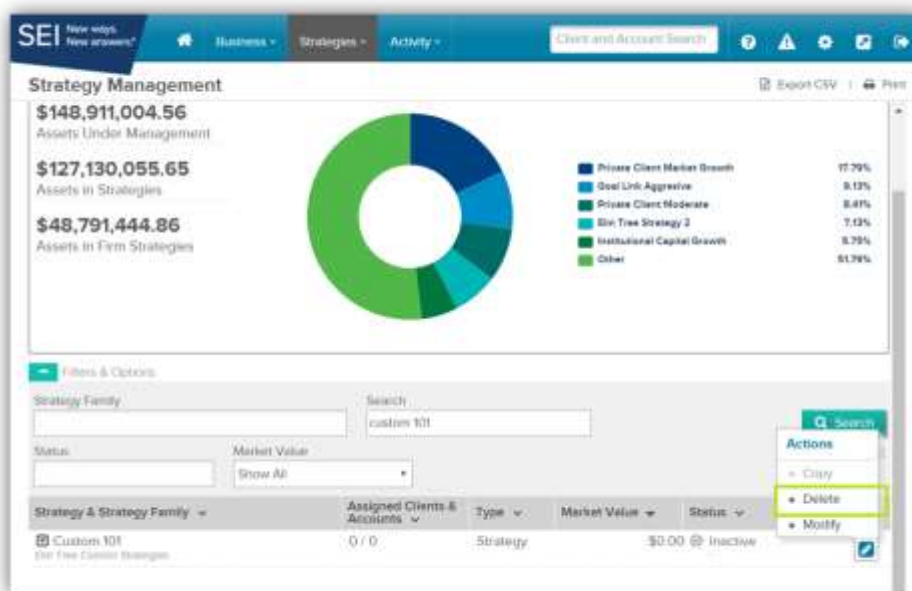 SEI New ways. New answers.®
Business
Strategies
Activity
Client and Account Search
Strategy Management
Export CSV
Print
$148,911,004.56
Assets Under Management
$127,130,055.65
Assets in Strategies
$48,791,444.86
Assets in Firm Strategies
Private Client Market Growth 17.79%
Goal Link Aggresive 9.13%
Private Client Moderate 8.41%
Elm Tree Strategy 2 7.13%
Institutional Capital Growth 5.79%
Other 51.76%
Filters & Options
Strategy Family
Search
custom 101
Search
Status
Market Value
Show All
Actions
Copy
Delete
Modify
Strategy & Strategy Family
Assigned Clients & Accounts
Type
Market Value
Status
Custom 101
0 / 0
Strategy
$0.00
Inactive
Elm Tree Custom Strategies